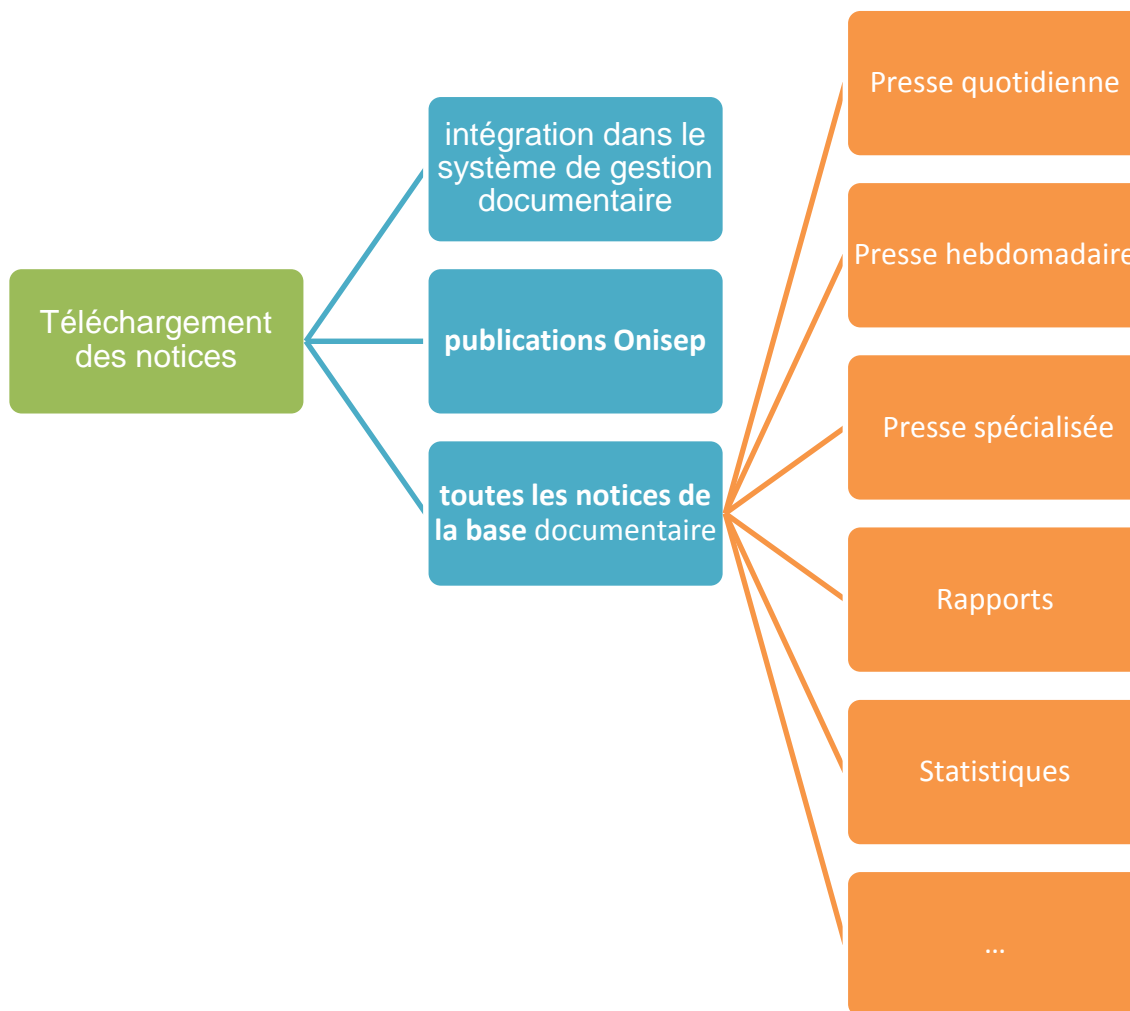 Téléchargement
des notices
intégration dans le
système de gestion
documentaire
publications Onisep
toutes les notices de
la base documentaire
Presse quotidienne
Presse hebdomadaire
Presse spécialisée
Rapports
Statistiques
...